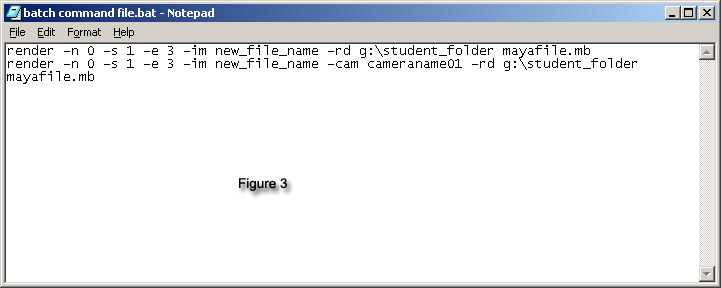 batch command file.bat - Notepad
File Edit Format Help
render -n 0 -s 1 -e 3 -im new_file_name -rd g:\student_folder mayafile.mb
render -n 0 -s 1 -e 3 -im new_file_name -cam cameraname01 -rd g:\student_folder
mayafile.mb
Figure 3